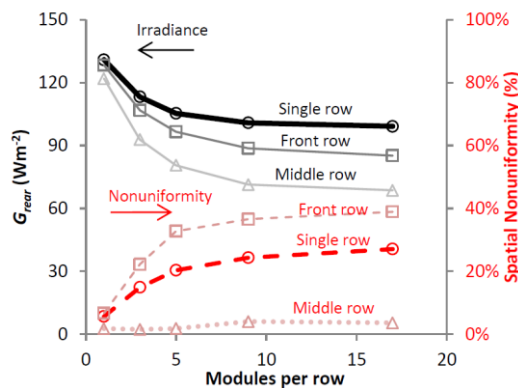 150
120
90
60
30
0
G_rear (Wm⁻²)
Irradiance
Single row
Front row
Middle row
Nonuniformity
Front row
Single row
Middle row
100%
80%
60%
40%
20%
0%
Spatial Nonuniformity (%)
0 5 10 15 20
Modules per row